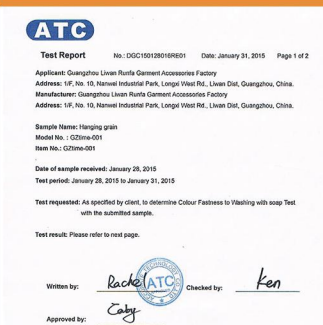 ATC
Test Report No.: DGC150128016RE01 Date: January 31, 2015 Page 1 of 2
Applicant: Guangzhou Liwan Runfa Garment Accessories Factory
Address: 1/F, No. 10, Nanwei Industrial Park, Longxi West Rd., Liwan Dist, Guangzhou, China.
Manufacturer: Guangzhou Liwan Runfa Garment Accessories Factory
Address: 1/F, No. 10, Nanwei Industrial Park, Longxi West Rd., Liwan Dist, Guangzhou, China.
Sample Name: Hanging grain
Model No. : GZtime-001
Item No.: GZtime-001
Date of sample received: January 28, 2015
Test period: January 28, 2015 to January 31, 2015
Test requested: As specified by client, to determine Colour Fastness to Washing with soap Test
with the submitted sample.
Test result: Please refer to next page.
Written by: Rachel ATC Checked by: Ken
Approved by: Caby